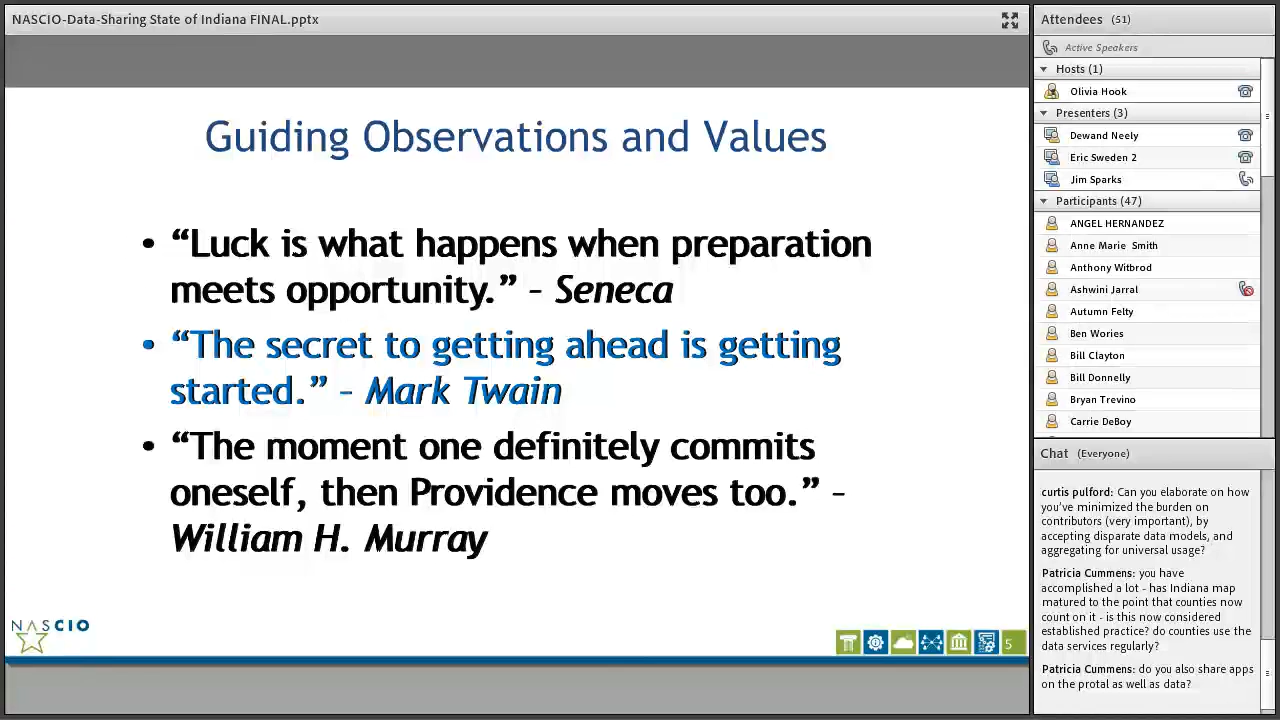 NASCIO-Data-Sharing State of Indiana FINAL.pptx
Guiding Observations and Values
• “Luck is what happens when preparation
meets opportunity.” – Seneca
• “The secret to getting ahead is getting
started.” – Mark Twain
• “The moment one definitely commits
oneself, then Providence moves too.” –
William H. Murray
NASCIO
5
Attendees (51)
Active Speakers
Hosts (1)
Olivia Hook
Presenters (3)
Dewand Neely
Eric Sweden 2
Jim Sparks
Participants (47)
ANGEL HERNANDEZ
Anne Marie Smith
Anthony Witbrod
Ashwini Jarral
Autumn Felty
Ben Wories
Bill Clayton
Bill Donnelly
Bryan Trevino
Carrie DeBoy
Chat (Everyone)
curtis pulford: Can you elaborate on how
you've minimized the burden on
contributors (very important), by
accepting disparate data models, and
aggregating for universal usage?
Patricia Cummens: you have
accomplished a lot - has Indiana map
matured to the point that counties now
count on it - is this now considered
established practice? do counties use the
data services regularly?
Patricia Cummens: do you also share apps
on the protal as well as data?